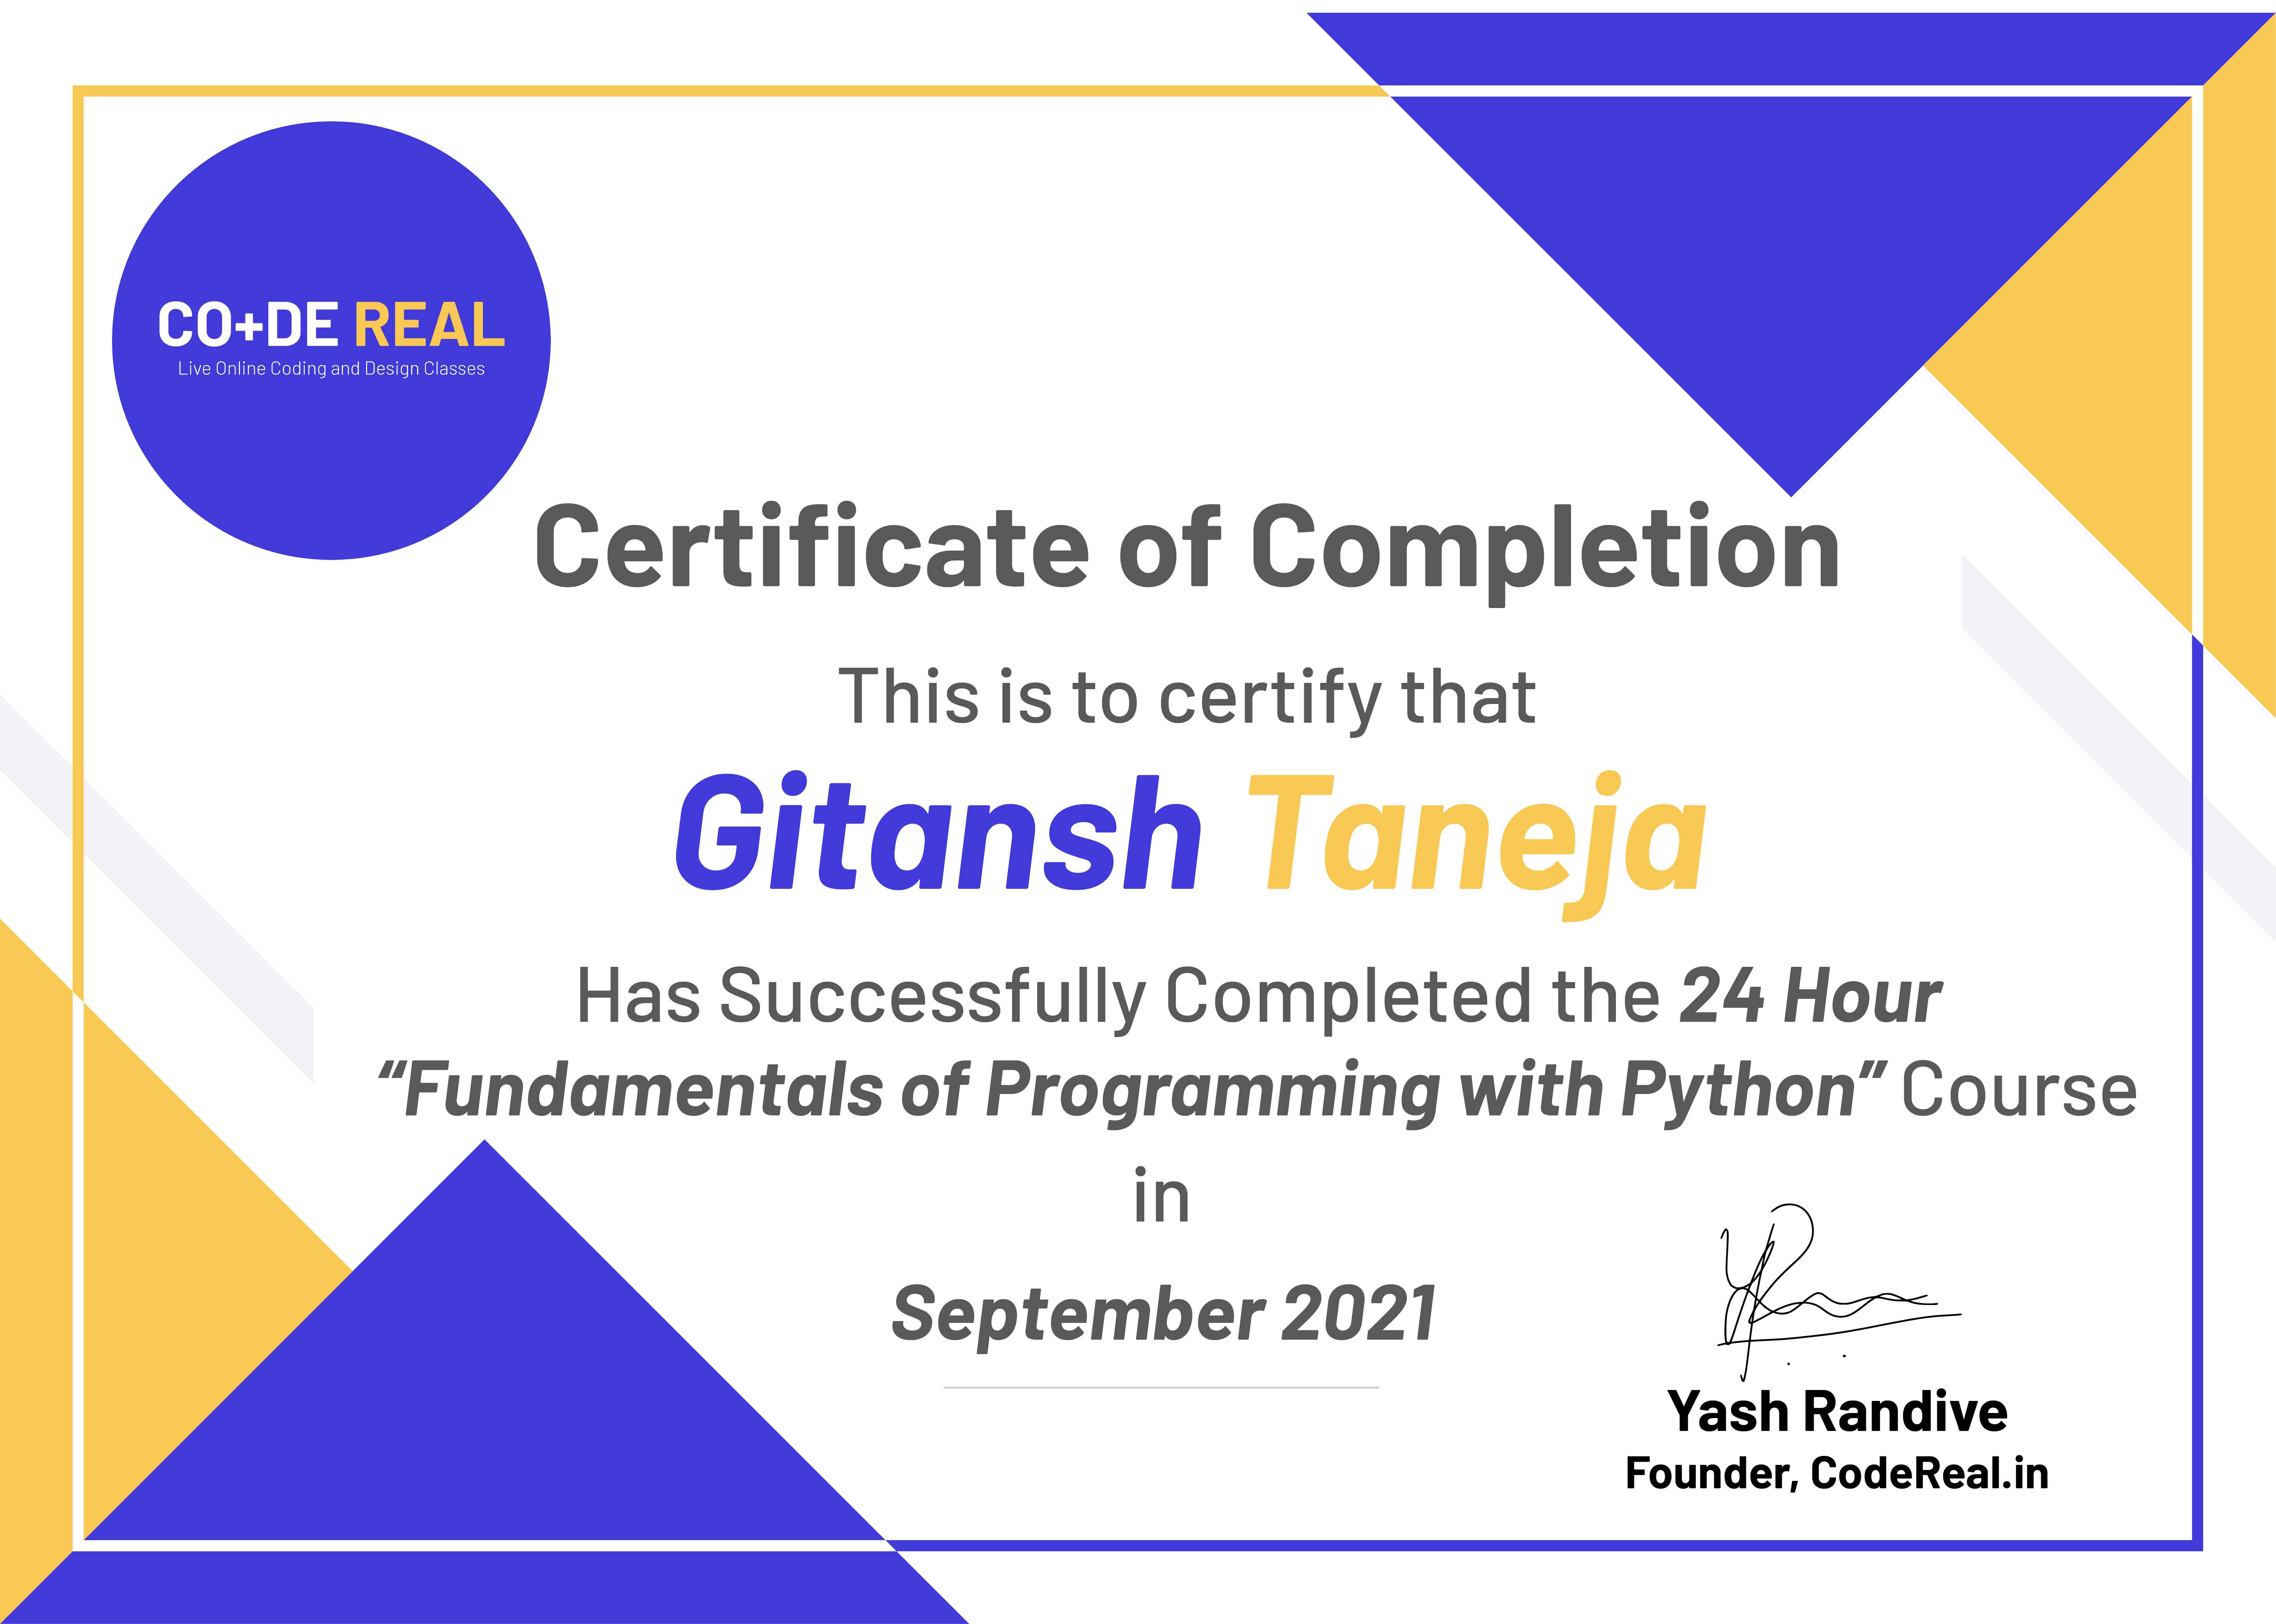 CO+DE REAL
Live Online Coding and Design Classes
Certificate of Completion
This is to certify that
Gitansh Taneja
Has Successfully Completed the 24 Hour
“Fundamentals of Programming with Python” Course
in
September 2021
Yash Randive
Founder, CodeReal.in